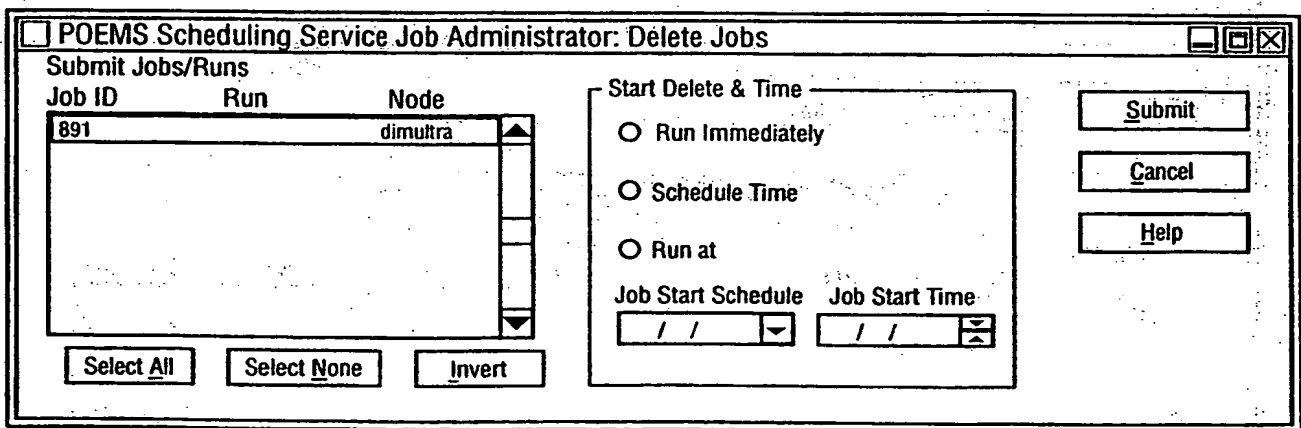 POEMS Scheduling Service Job Administrator: Delete Jobs
Submit Jobs/Runs
Job ID Run Node
891 dimultra
Select All Select None Invert
Start Delete & Time
Run Immediately
Schedule Time
Run at
Job Start Schedule Job Start Time
/ / / /
Submit
Cancel
Help